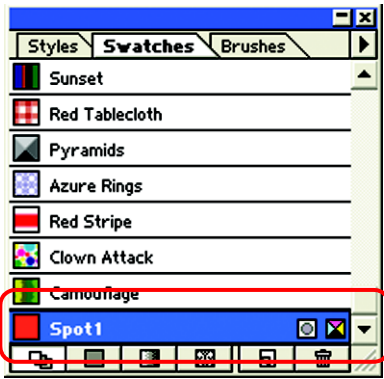 Styles Swatches Brushes
Sunset
Red Tablecloth
Pyramids
Azure Rings
Red Stripe
Clown Attack
Camouflage
Spot1